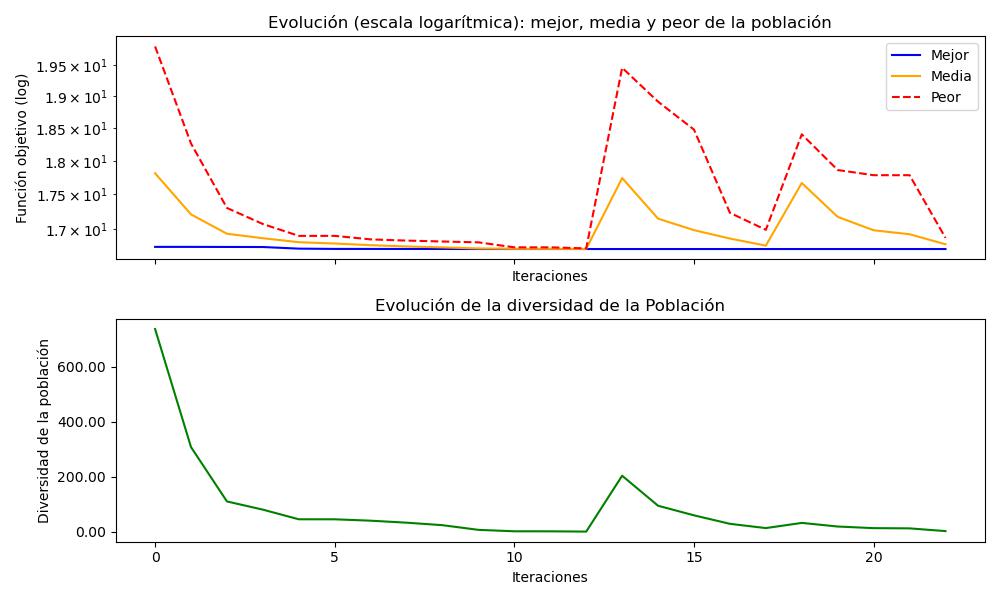 Evolución (escala logarítmica): mejor, media y peor de la población
Función objetivo (log)
1.95 × 10¹
1.9 × 10¹
1.85 × 10¹
1.8 × 10¹
1.75 × 10¹
1.7 × 10¹
Mejor
Media
Peor
Iteraciones
Evolución de la diversidad de la Población
Diversidad de la población
600.00
400.00
200.00
0.00
0 5 10 15 20
Iteraciones